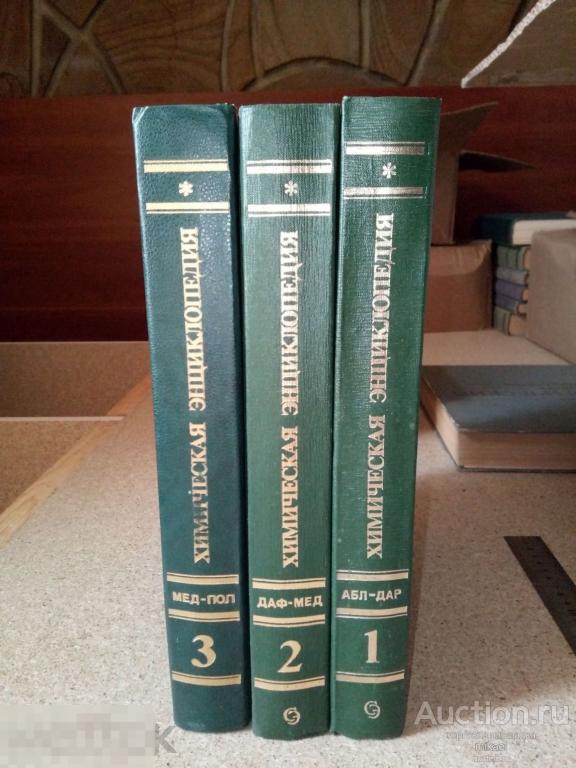 ХИМИЧЕСКАЯ ЭНЦИКЛОПЕДИЯ
МЕД-ПОЛ
3
ХИМИЧЕСКАЯ ЭНЦИКЛОПЕДИЯ
ДАФ-МЕД
2
ХИМИЧЕСКАЯ ЭНЦИКЛОПЕДИЯ
АБЛ-ДАР
1
Auction.ru